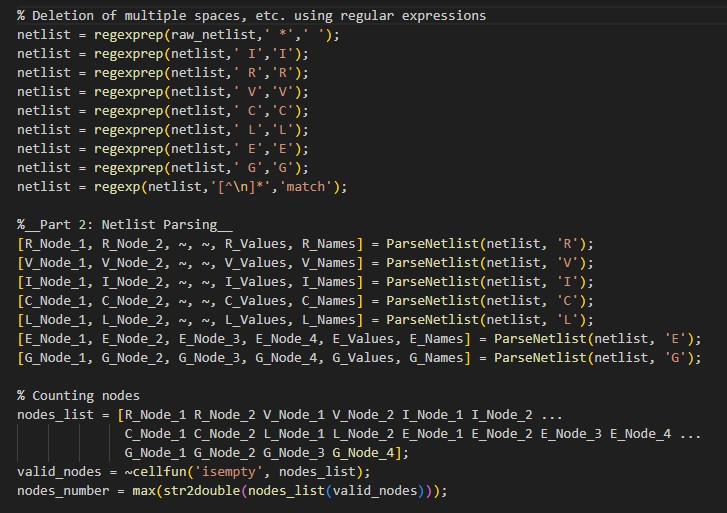 % Deletion of multiple spaces, etc. using regular expressions
netlist = regexprep(raw_netlist,' *',' ');
netlist = regexprep(netlist,' I','I');
netlist = regexprep(netlist,' R','R');
netlist = regexprep(netlist,' V','V');
netlist = regexprep(netlist,' C','C');
netlist = regexprep(netlist,' L','L');
netlist = regexprep(netlist,' E','E');
netlist = regexprep(netlist,' G','G');
netlist = regexp(netlist,'[^\n]*','match');
%__Part 2: Netlist Parsing__
[R_Node_1, R_Node_2, ~, ~, R_Values, R_Names] = ParseNetlist(netlist, 'R');
[V_Node_1, V_Node_2, ~, ~, V_Values, V_Names] = ParseNetlist(netlist, 'V');
[I_Node_1, I_Node_2, ~, ~, I_Values, I_Names] = ParseNetlist(netlist, 'I');
[C_Node_1, C_Node_2, ~, ~, C_Values, C_Names] = ParseNetlist(netlist, 'C');
[L_Node_1, L_Node_2, ~, ~, L_Values, L_Names] = ParseNetlist(netlist, 'L');
[E_Node_1, E_Node_2, E_Node_3, E_Node_4, E_Values, E_Names] = ParseNetlist(netlist, 'E');
[G_Node_1, G_Node_2, G_Node_3, G_Node_4, G_Values, G_Names] = ParseNetlist(netlist, 'G');
% Counting nodes
nodes_list = [R_Node_1 R_Node_2 V_Node_1 V_Node_2 I_Node_1 I_Node_2 ...
C_Node_1 C_Node_2 L_Node_1 L_Node_2 E_Node_1 E_Node_2 E_Node_3 E_Node_4 ...
G_Node_1 G_Node_2 G_Node_3 G_Node_4];
valid_nodes = ~cellfun('isempty', nodes_list);
nodes_number = max(str2double(nodes_list(valid_nodes)));